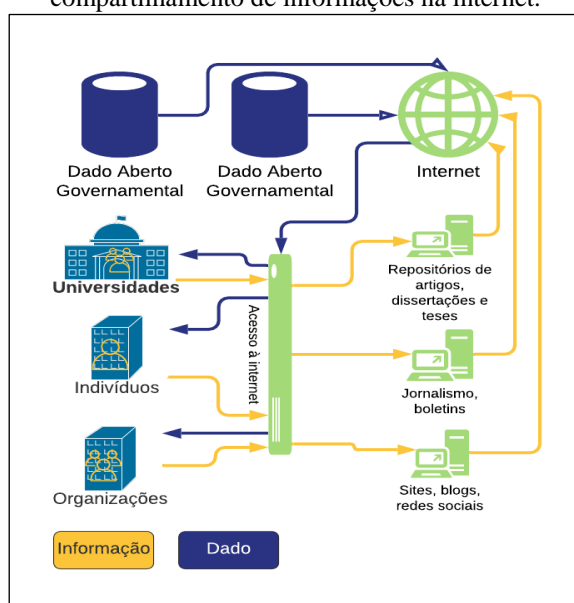 compartilhamento de informações na internet.
Dado Aberto
Governamental
Dado Aberto
Governamental
Internet
Universidades
Acesso à internet
Repositórios de
artigos,
dissertações e
teses
Indivíduos
Jornalismo,
boletins
Organizações
Sites, blogs,
redes sociais
Informação
Dado